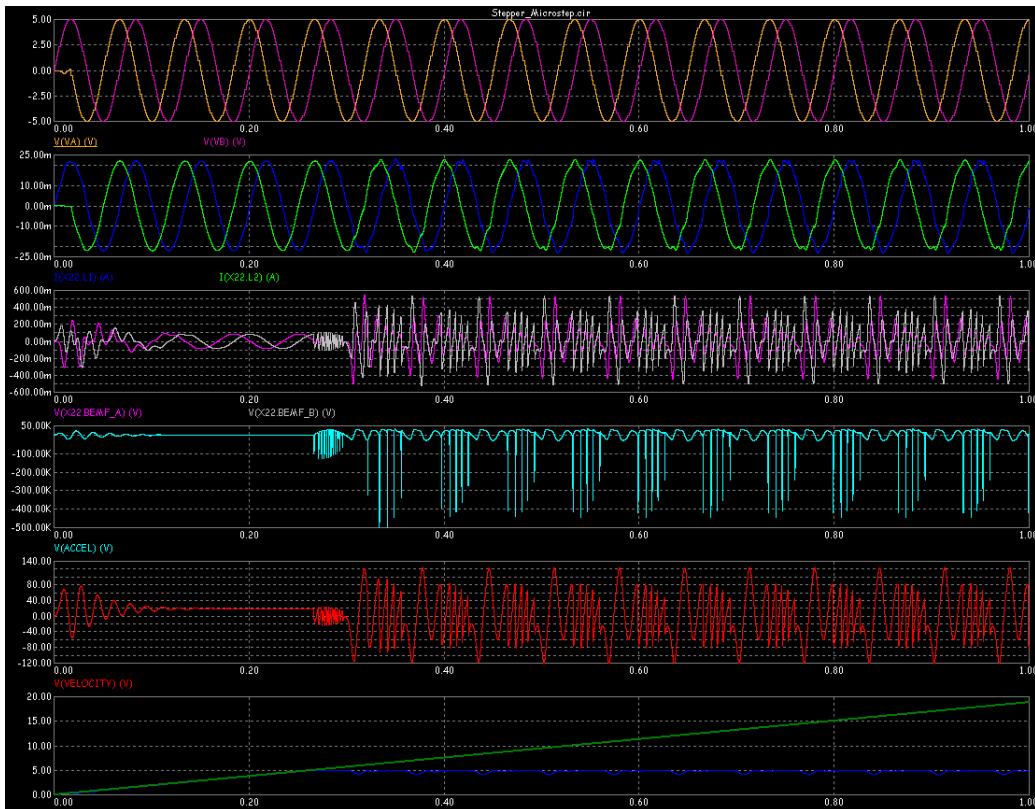 Stepper_Microstep.cir
5.00
2.50
0.00
-2.50
-5.00
0.00 0.20 0.40 0.60 0.80 1.00
V(VA) (V) V(VB) (V)
25.00m
10.00m
0.00m
-10.00m
-25.00m
0.00 0.20 0.40 0.60 0.80 1.00
I(X22.L1) (A) I(X22.L2) (A)
600.00m
400.00m
200.00m
0.00m
-200.00m
-400.00m
-600.00m
0.00 0.20 0.40 0.60 0.80 1.00
V(X22.BEMF_A) (V) V(X22.BEMF_B) (V)
50.00K
-100.00K
-200.00K
-300.00K
-400.00K
-500.00K
0.00 0.20 0.40 0.60 0.80 1.00
V(ACCEL) (V)
140.00
80.00
40.00
0.00
-40.00
-80.00
-120.00
0.00 0.20 0.40 0.60 0.80 1.00
V(VELOCITY) (V)
20.00
15.00
10.00
5.00
0.00
0.00 0.20 0.40 0.60 0.80 1.00